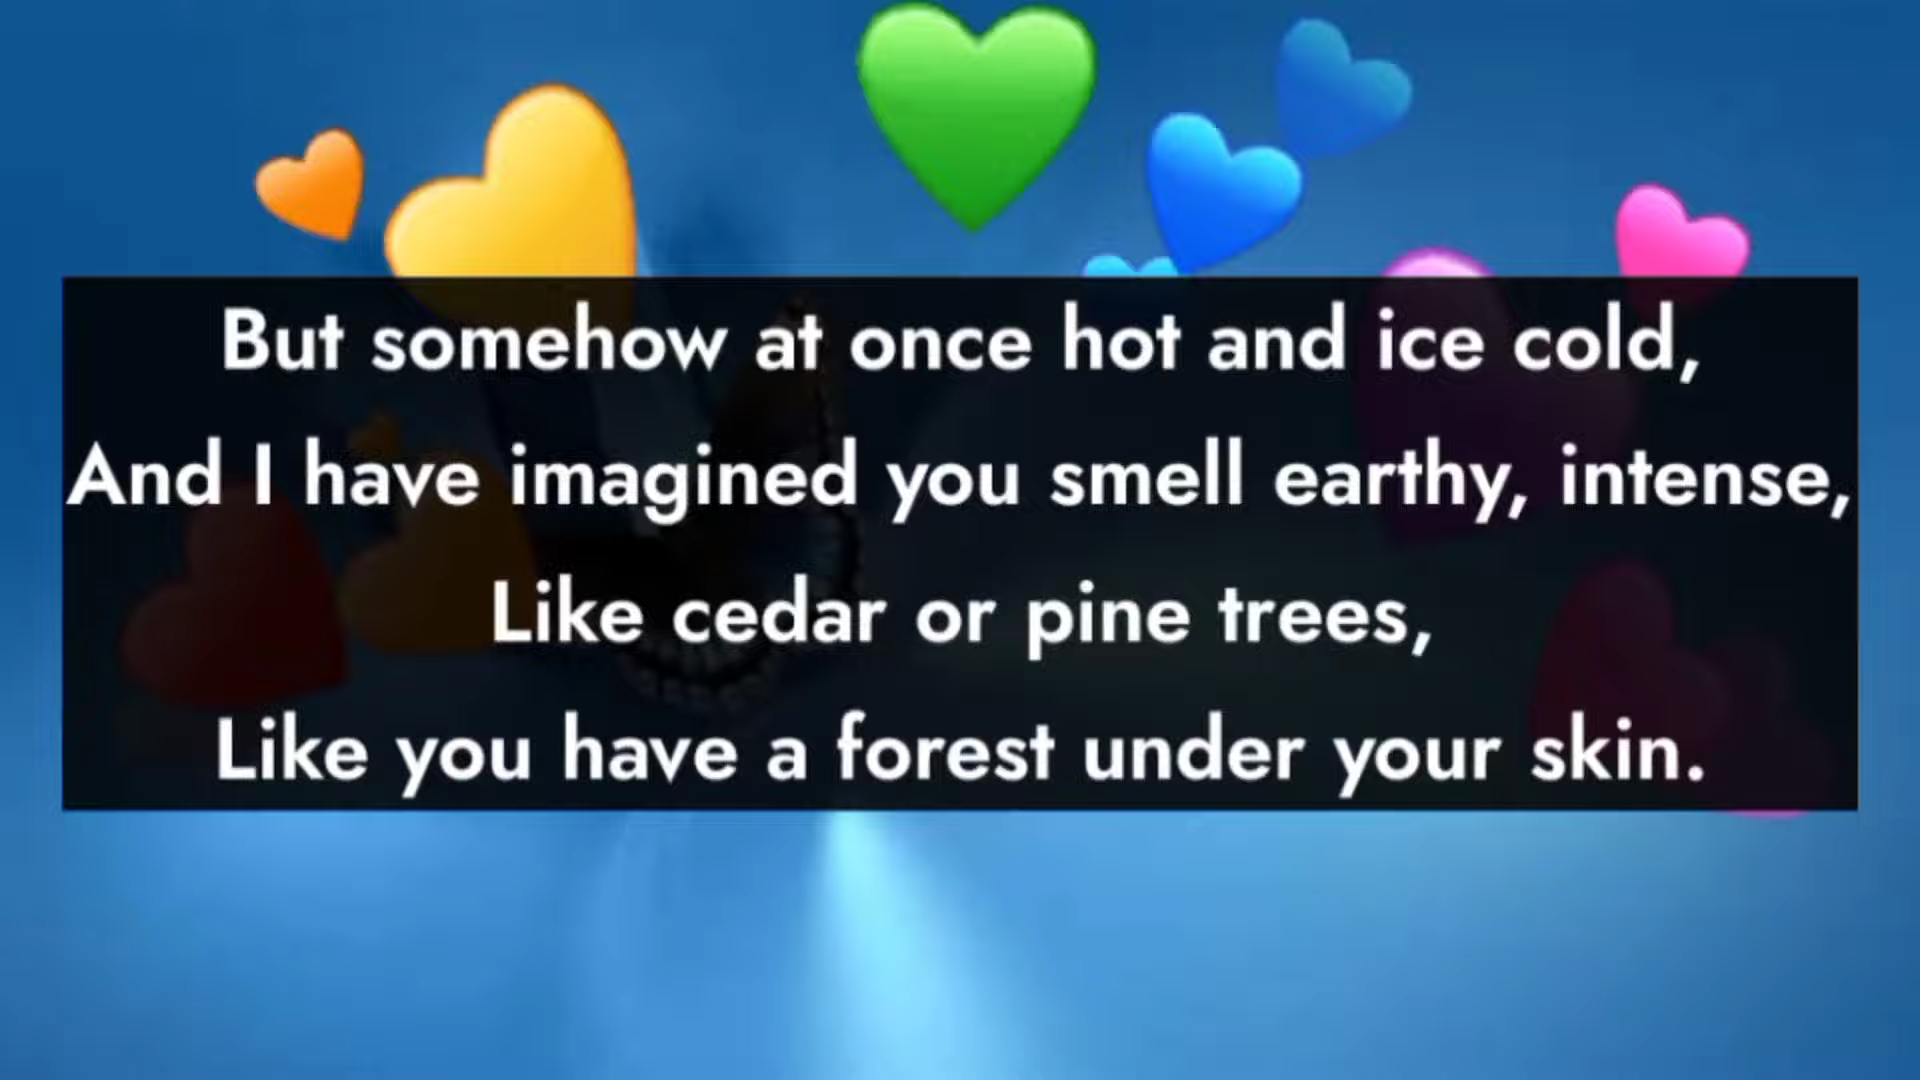 But somehow at once hot and ice cold,
And I have imagined you smell earthy, intense,
Like cedar or pine trees,
Like you have a forest under your skin.